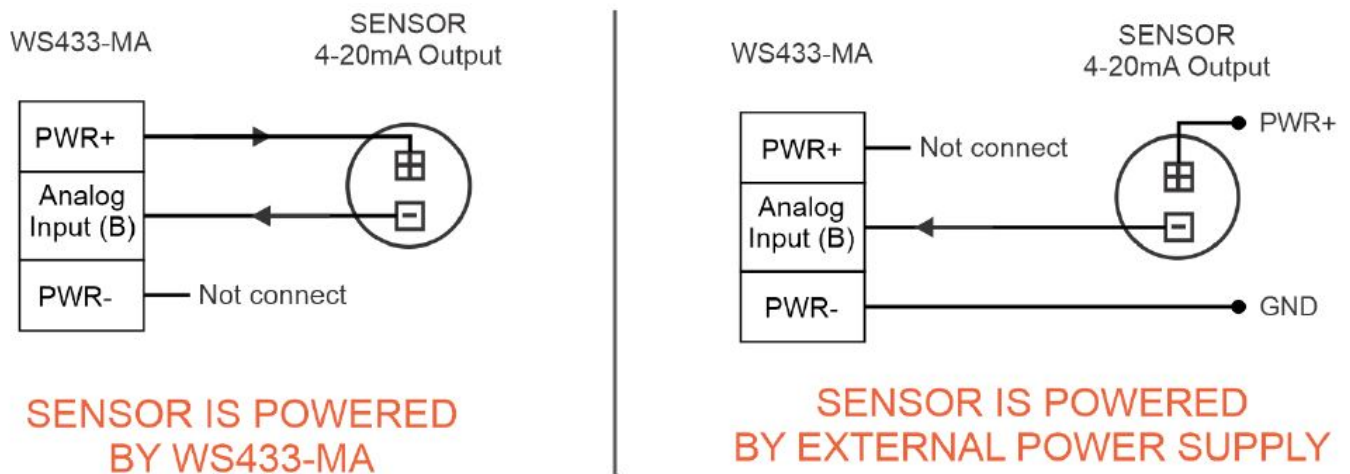 WS433-MA
SENSOR
4-20mA Output
PWR+
Analog
Input (B)
-
PWR-
Not connect
SENSOR IS POWERED
BY WS433-MA
WS433-MA
SENSOR
4-20mA Output
PWR+
PWR+
Not connect
Analog
Input (B)
-
PWR-
GND
SENSOR IS POWERED
BY EXTERNAL POWER SUPPLY